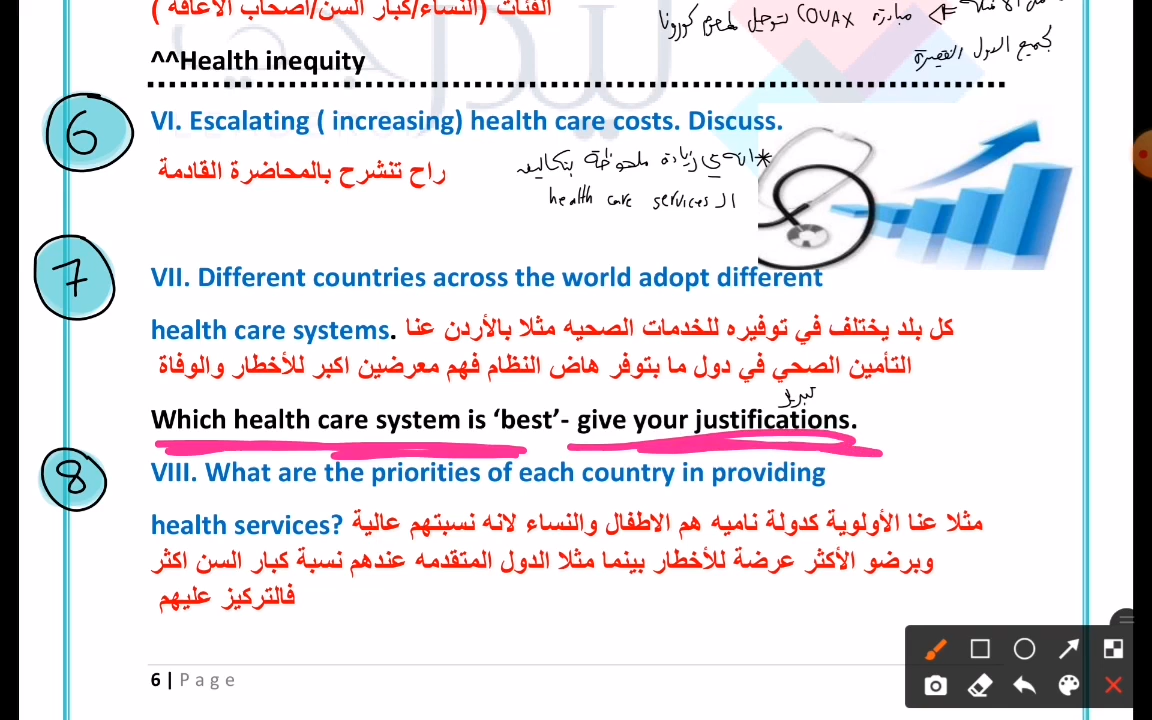 الفئات (النساء/كبار السن/أصحاب الاعاقة )
مبادرة COVAX لتوصيل مطعوم كورونا
لجميع الدول الفقيرة
^^Health inequity
6
VI. Escalating ( increasing) health care costs. Discuss.
راح تنشرح بالمحاضرة القادمة
زيادة ملحوظة بتكاليف
الـ health care services
7
VII. Different countries across the world adopt different
health care systems. كل بلد يختلف في توفيره للخدمات الصحيه مثلا بالأردن عنا
التأمين الصحي في دول ما بتوفر هاض النظام فهم معرضين اكبر للأخطار والوفاة
تبرير
Which health care system is ‘best’- give your justifications.
8
VIII. What are the priorities of each country in providing
health services? مثلا عنا الأولوية كدولة ناميه هم الاطفال والنساء لانه نسبتهم عالية
وبرضو الأكثر عرضة للأخطار بينما مثلا الدول المتقدمه عندهم نسبة كبار السن اكثر
فالتركيز عليهم
6 | Page